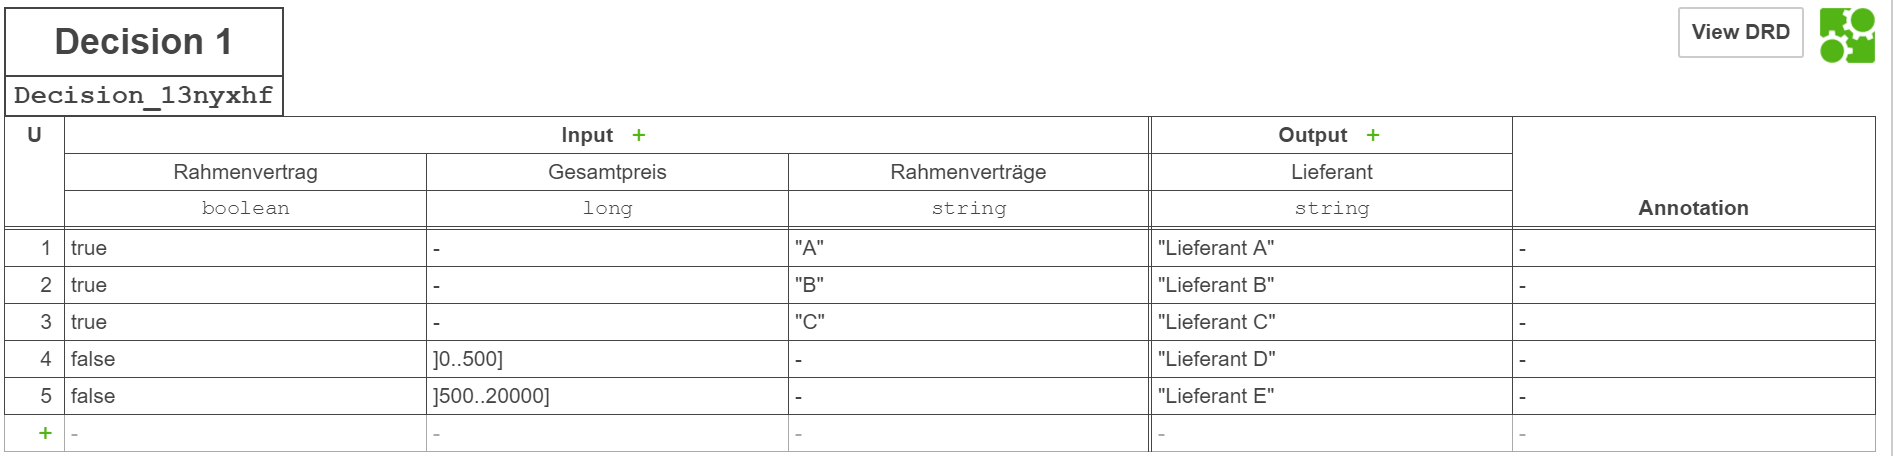 Decision 1
View DRD
Decision_13nyxhf
U Input + Output +
Rahmenvertrag Gesamtpreis Rahmenverträge Lieferant
boolean long string string Annotation
1 true - "A" "Lieferant A" -
2 true - "B" "Lieferant B" -
3 true - "C" "Lieferant C" -
4 false ]0..500] - "Lieferant D" -
5 false ]500..20000] - "Lieferant E" -
+ - - - - -